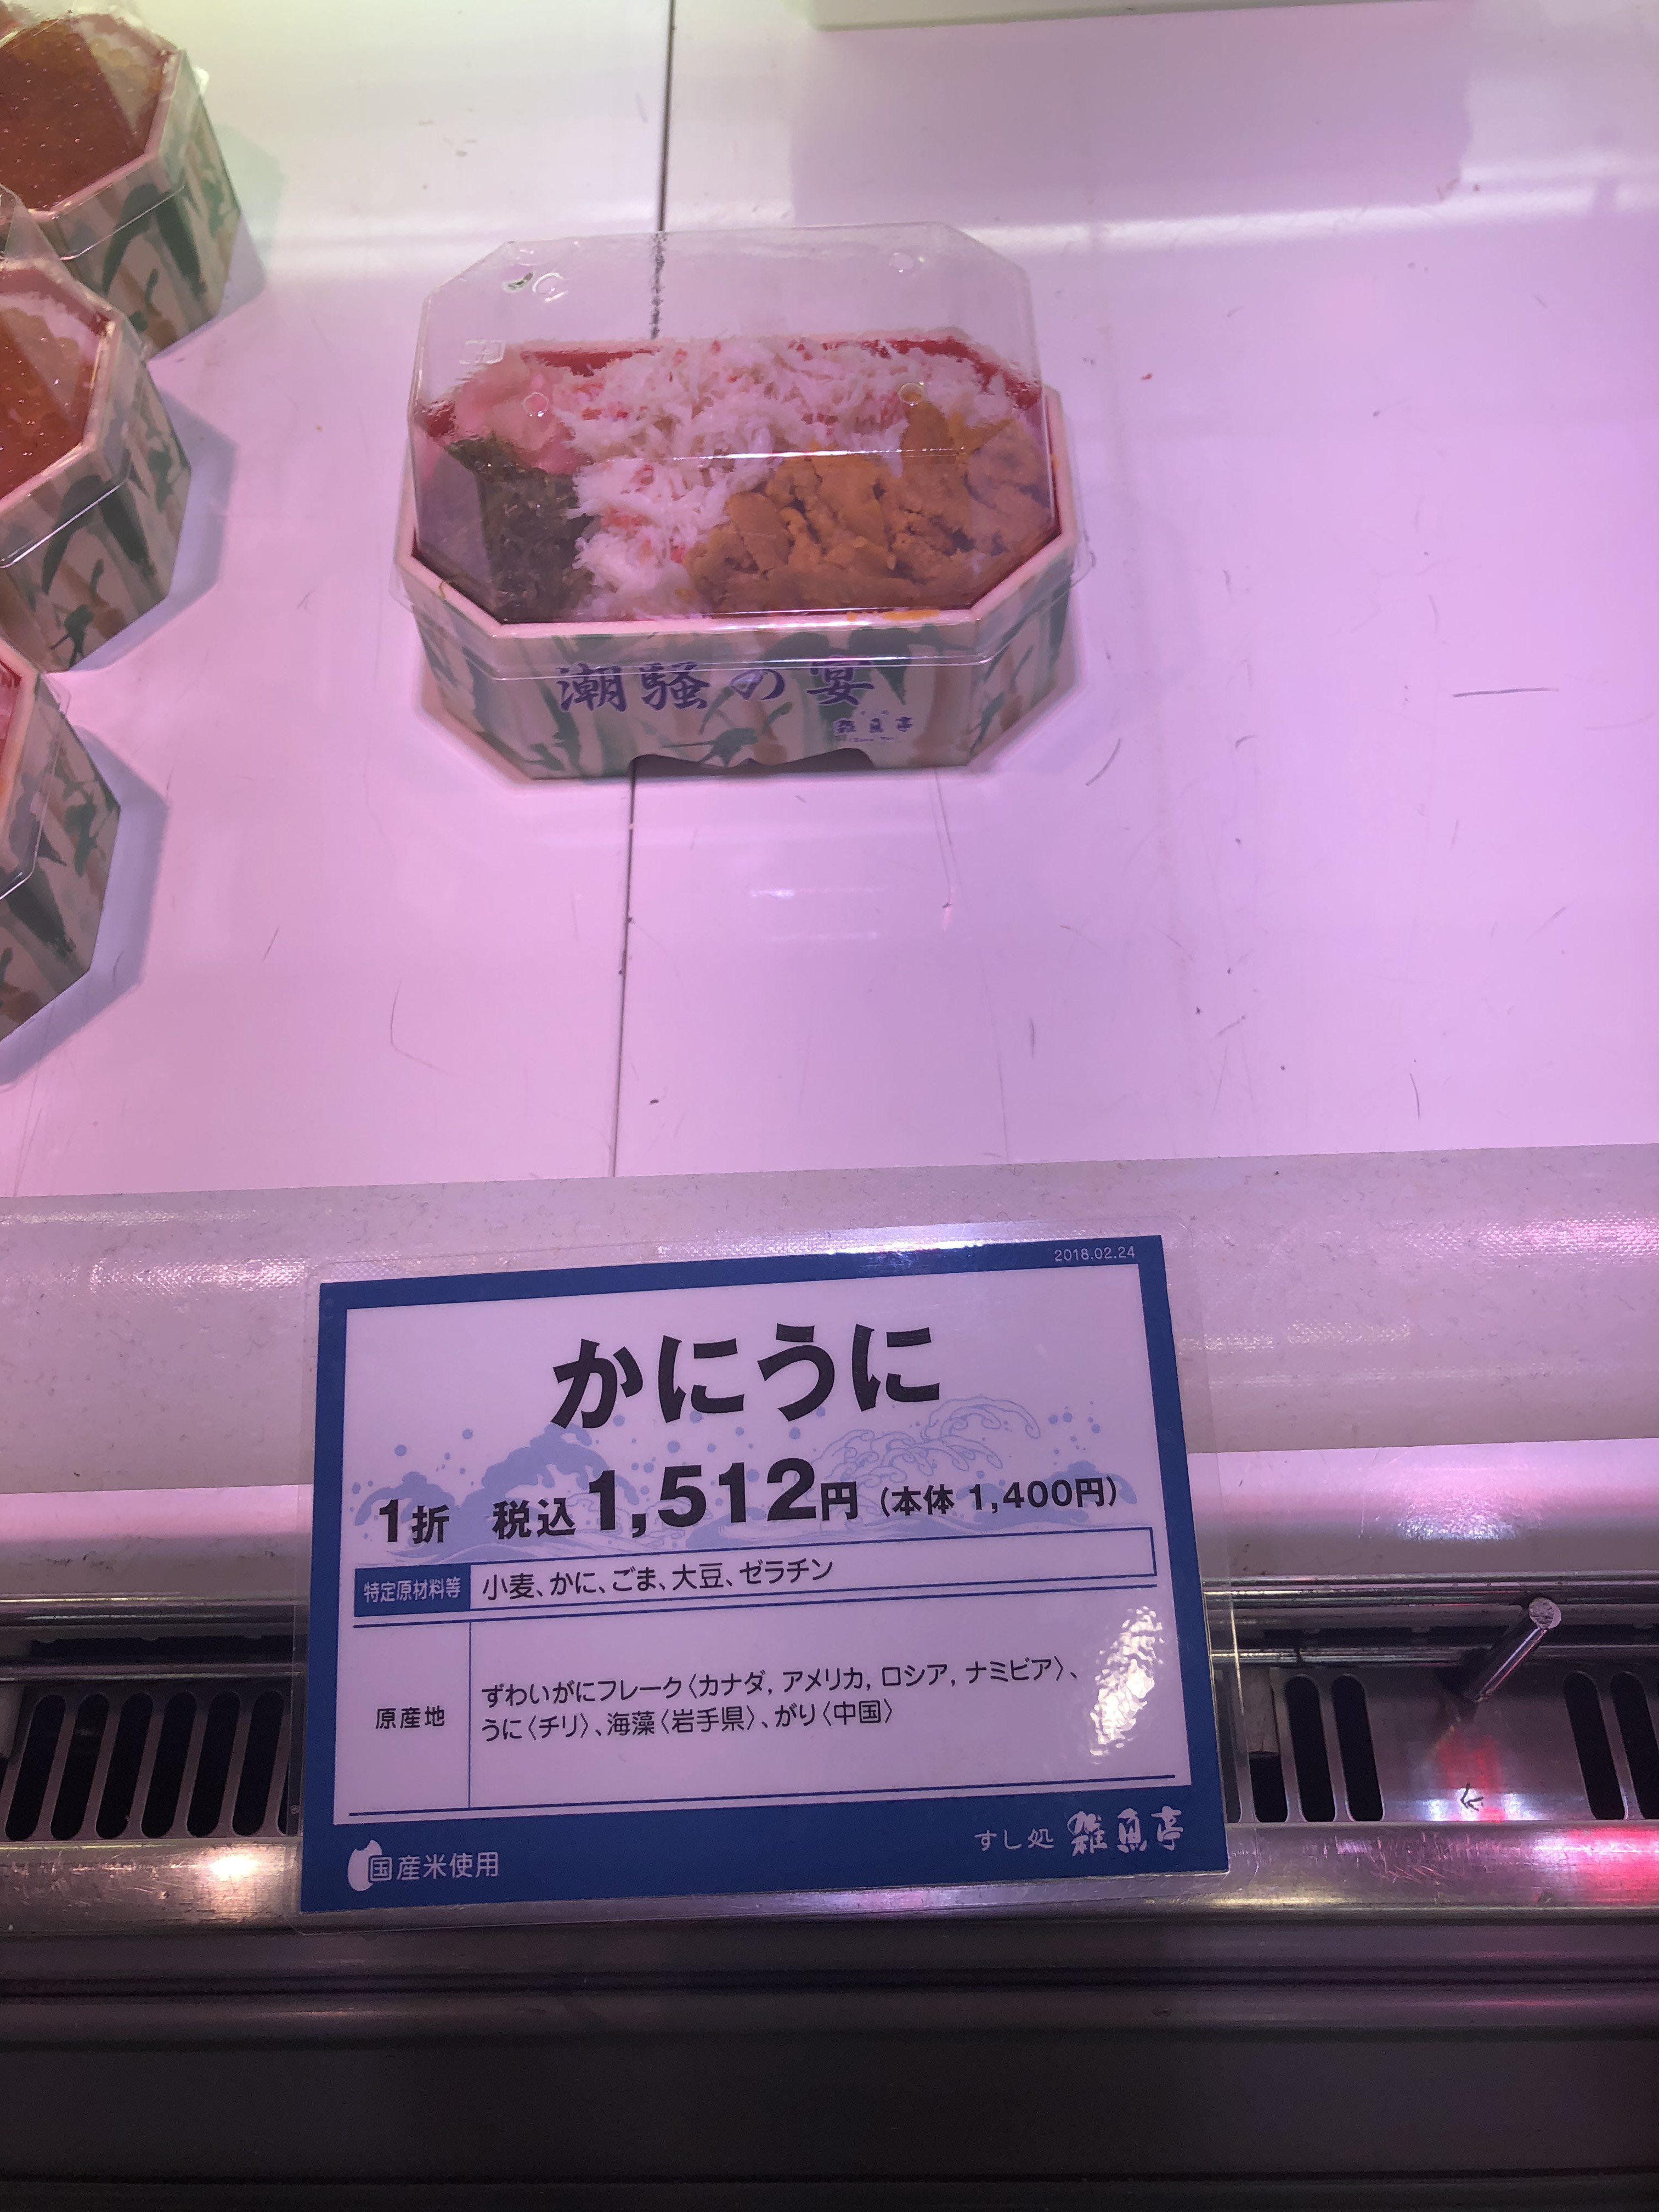 潮騒の宴
雑魚亭
2018.02.24
かにうに
1折 税込1,512円(本体 1,400円)
特定原材料等 小麦、かに、ごま、大豆、ゼラチン
原産地
ずわいがにフレーク〈カナダ, アメリカ, ロシア, ナミビア〉、
うに〈チリ〉、海藻〈岩手県〉、がり〈中国〉
国産米使用
すし処 雑魚亭